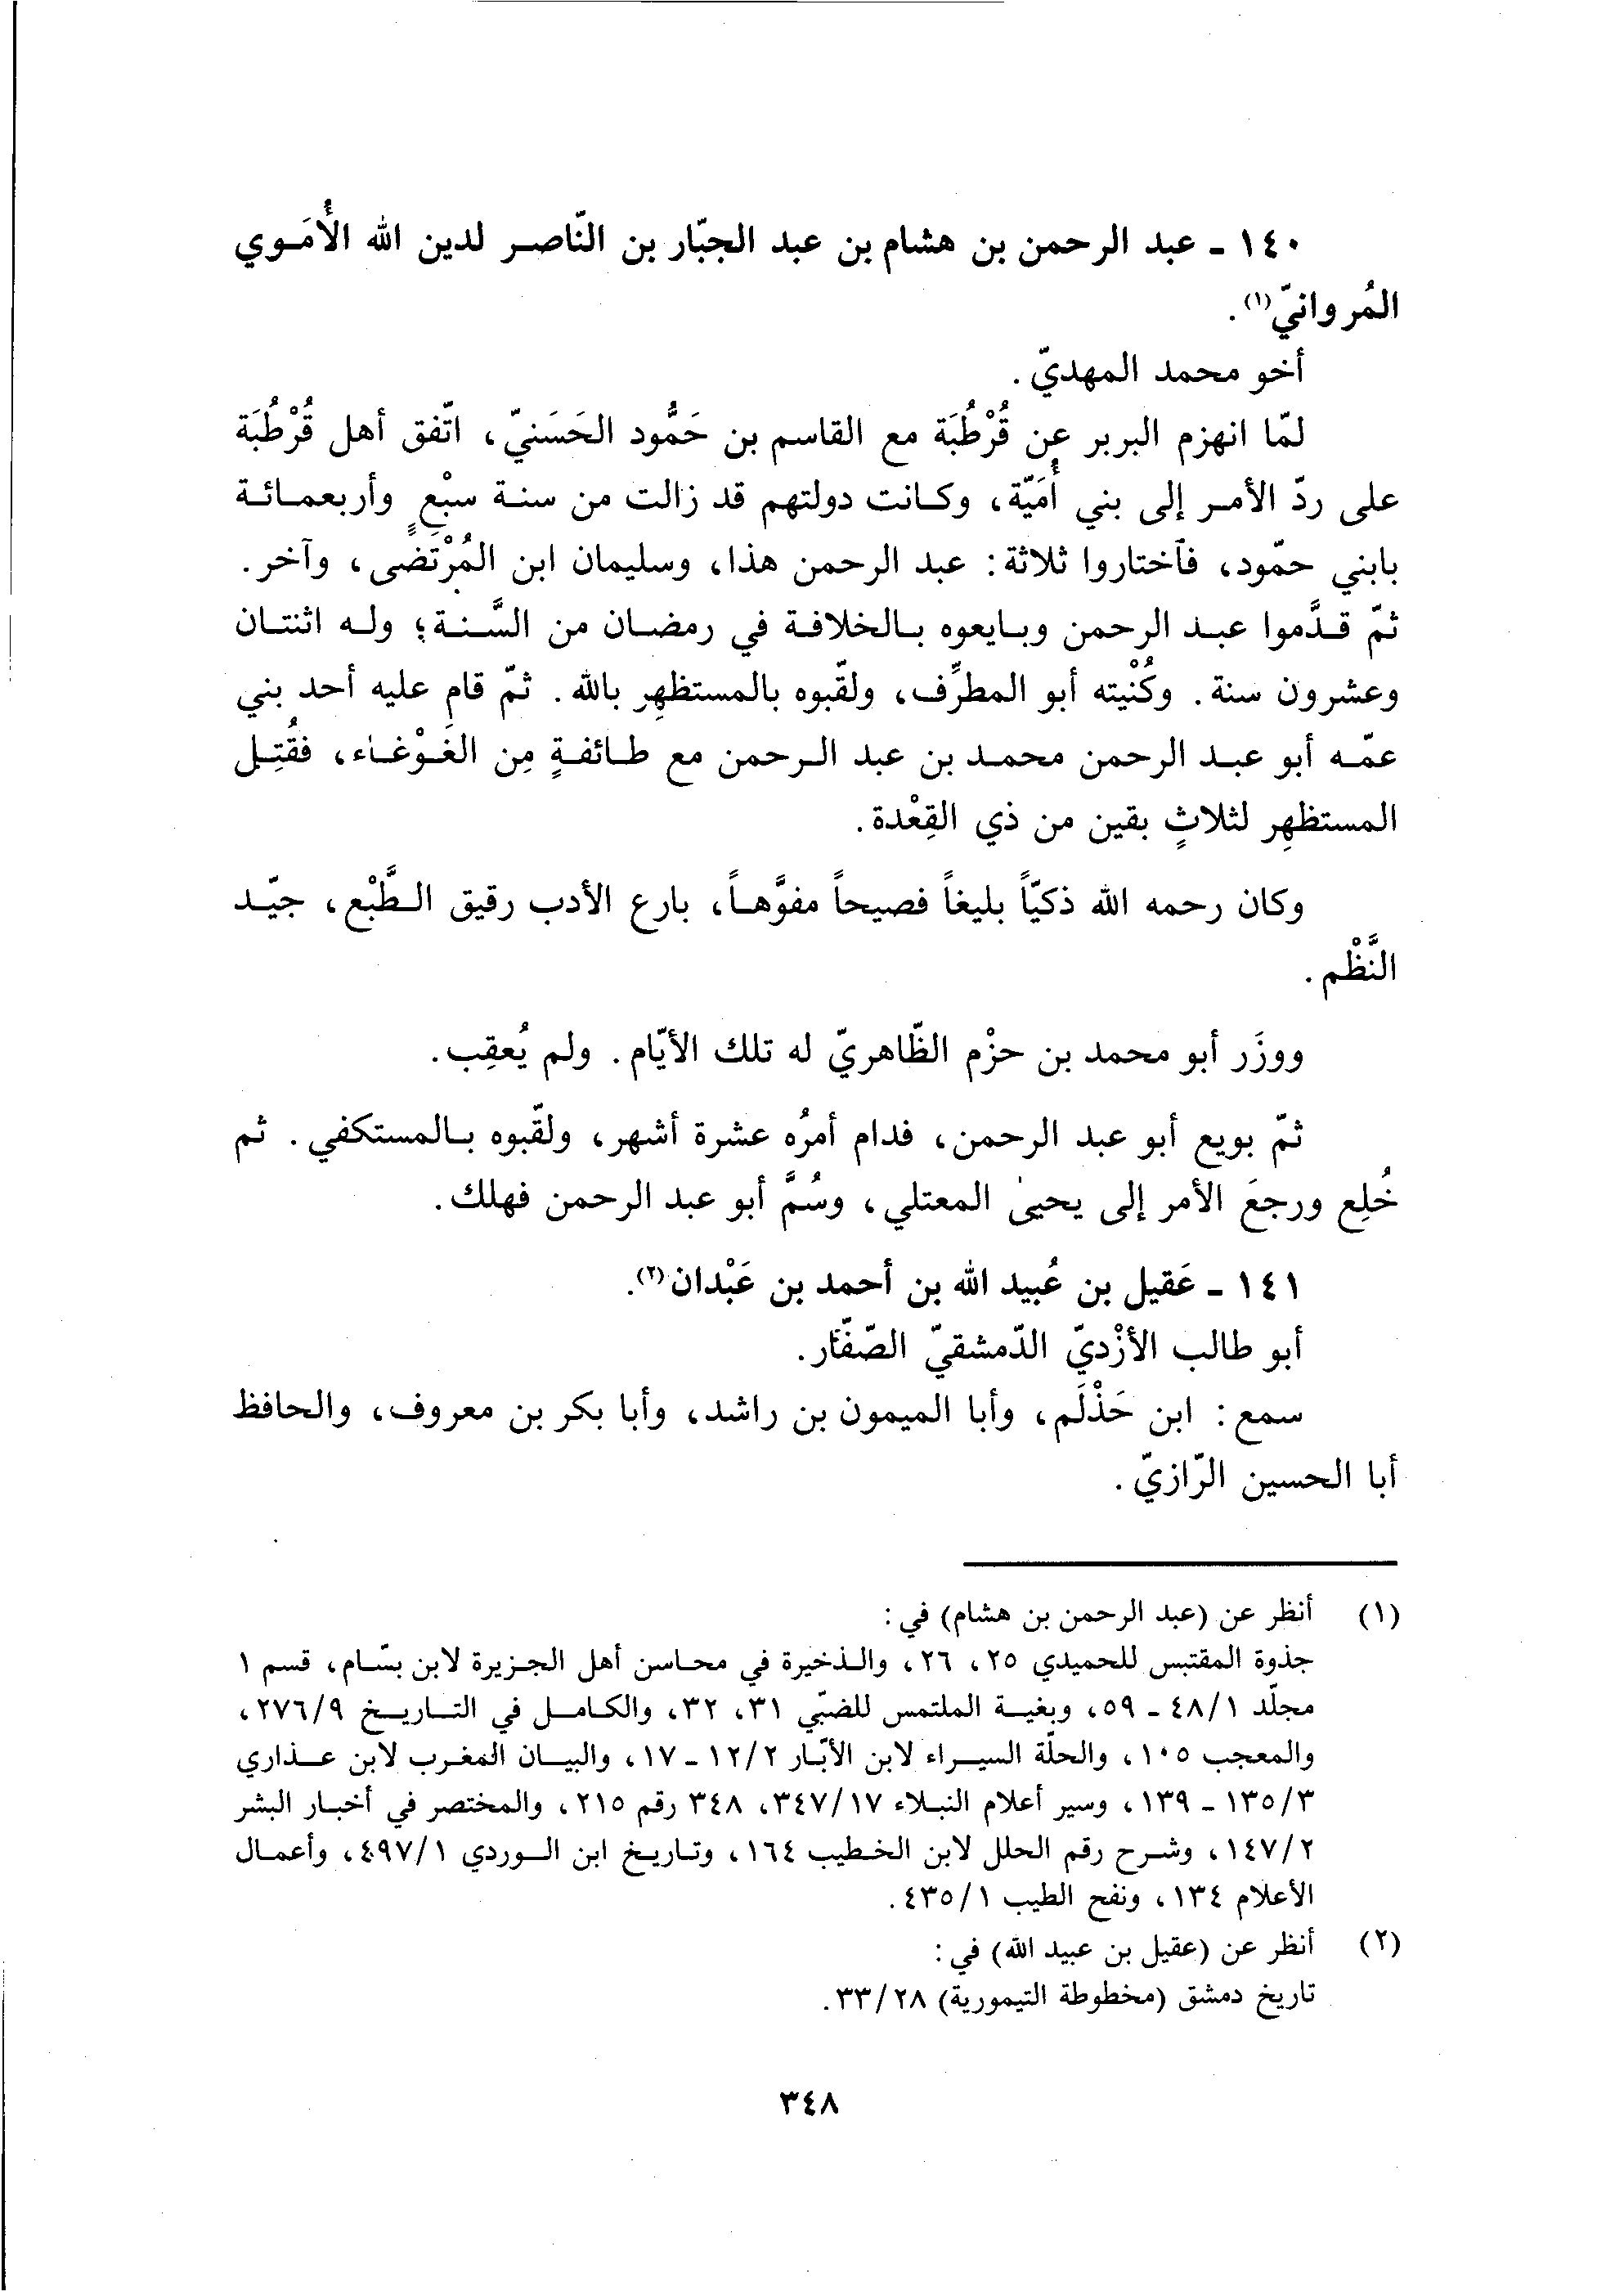 ١٤٠ ـ عبد الرحمن بن هشام بن عبد الجبّار بن النّاصر لدين الله الأُمَوي
المُروانيّ(١).
أخو محمد المهديّ.
لمّا انهزم البربر عن قُرْطُبَة مع القاسم بن حَمُّود الحَسَنيّ، اتّفق أهل قُرْطُبَة
على ردّ الأمر إلى بني أُمَيّة، وكانت دولتهم قد زالت من سنة سبْعٍ وأربعمائة
بابني حمّود، فآختاروا ثلاثة: عبد الرحمن هذا، وسليمان ابن المُرْتَضى، وآخر.
ثمّ قدَّموا عبد الرحمن وبايعوه بالخلافة في رمضان من السَّنة؛ وله اثنتان
وعشرون سنة. وكُنْيته أبو المطرِّف، ولقّبوه بالمستظهِر بالله. ثمّ قام عليه أحد بني
عمّه أبو عبد الرحمن محمد بن عبد الرحمن مع طائفةٍ مِن الغَوْغاء، فقُتِل
المستظهِر لثلاثٍ بقين من ذي القِعْدة.
وكان رحمه الله ذكيّاً بليغاً فصيحاً مفوَّهاً، بارع الأدب رقيق الطَّبْع، جيّد
النَّظْم.
ووزَر أبو محمد بن حزْم الظّاهريّ له تلك الأيّام. ولم يُعقِب.
ثمّ بويع أبو عبد الرحمن، فدام أمرُه عشرة أشهر، ولقّبوه بالمستكفي. ثم
خُلِع ورجعَ الأمر إلى يحيىٰ المعتلي، وسُمَّ أبو عبد الرحمن فهلك.
١٤١ ـ عَقيل بن عُبيد الله بن أحمد بن عَبْدان(٢).
أبو طالب الأزْديّ الدّمشقيّ الصّفّار.
سمع: ابن حَذْلَم، وأبا الميمون بن راشد، وأبا بكر بن معروف، والحافظ
أبا الحسين الرّازيّ.
(١) أنظر عن (عبد الرحمن بن هشام) في:
جذوة المقتبس للحميدي ٢٥، ٢٦، والذخيرة في محاسن أهل الجزيرة لابن بسّام، قسم ١
مجلّد ١/٤٨ ـ ٥٩، وبغية الملتمس للضبّي ٣١، ٣٢، والكامل في التاريخ ٩/٢٧٦،
والمعجب ١٠٥، والحلّة السيراء لابن الأبّار ٢/١٢ ـ ١٧، والبيان المغرب لابن عذاري
٣/١٣٥ ـ ١٣٩، وسير أعلام النبلاء ١٧/٣٤٧، ٣٤٨ رقم ٢١٥، والمختصر في أخبار البشر
٢/١٤٧، وشرح رقم الحلل لابن الخطيب ١٦٤، وتاريخ ابن الوردي ١/٤٩٧، وأعمال
الأعلام ١٣٤، ونفح الطيب ١/٤٣٥.
(٢) أنظر عن (عقيل بن عبيد الله) في:
تاريخ دمشق (مخطوطة التيمورية) ٢٨/٣٣.
٣٤٨